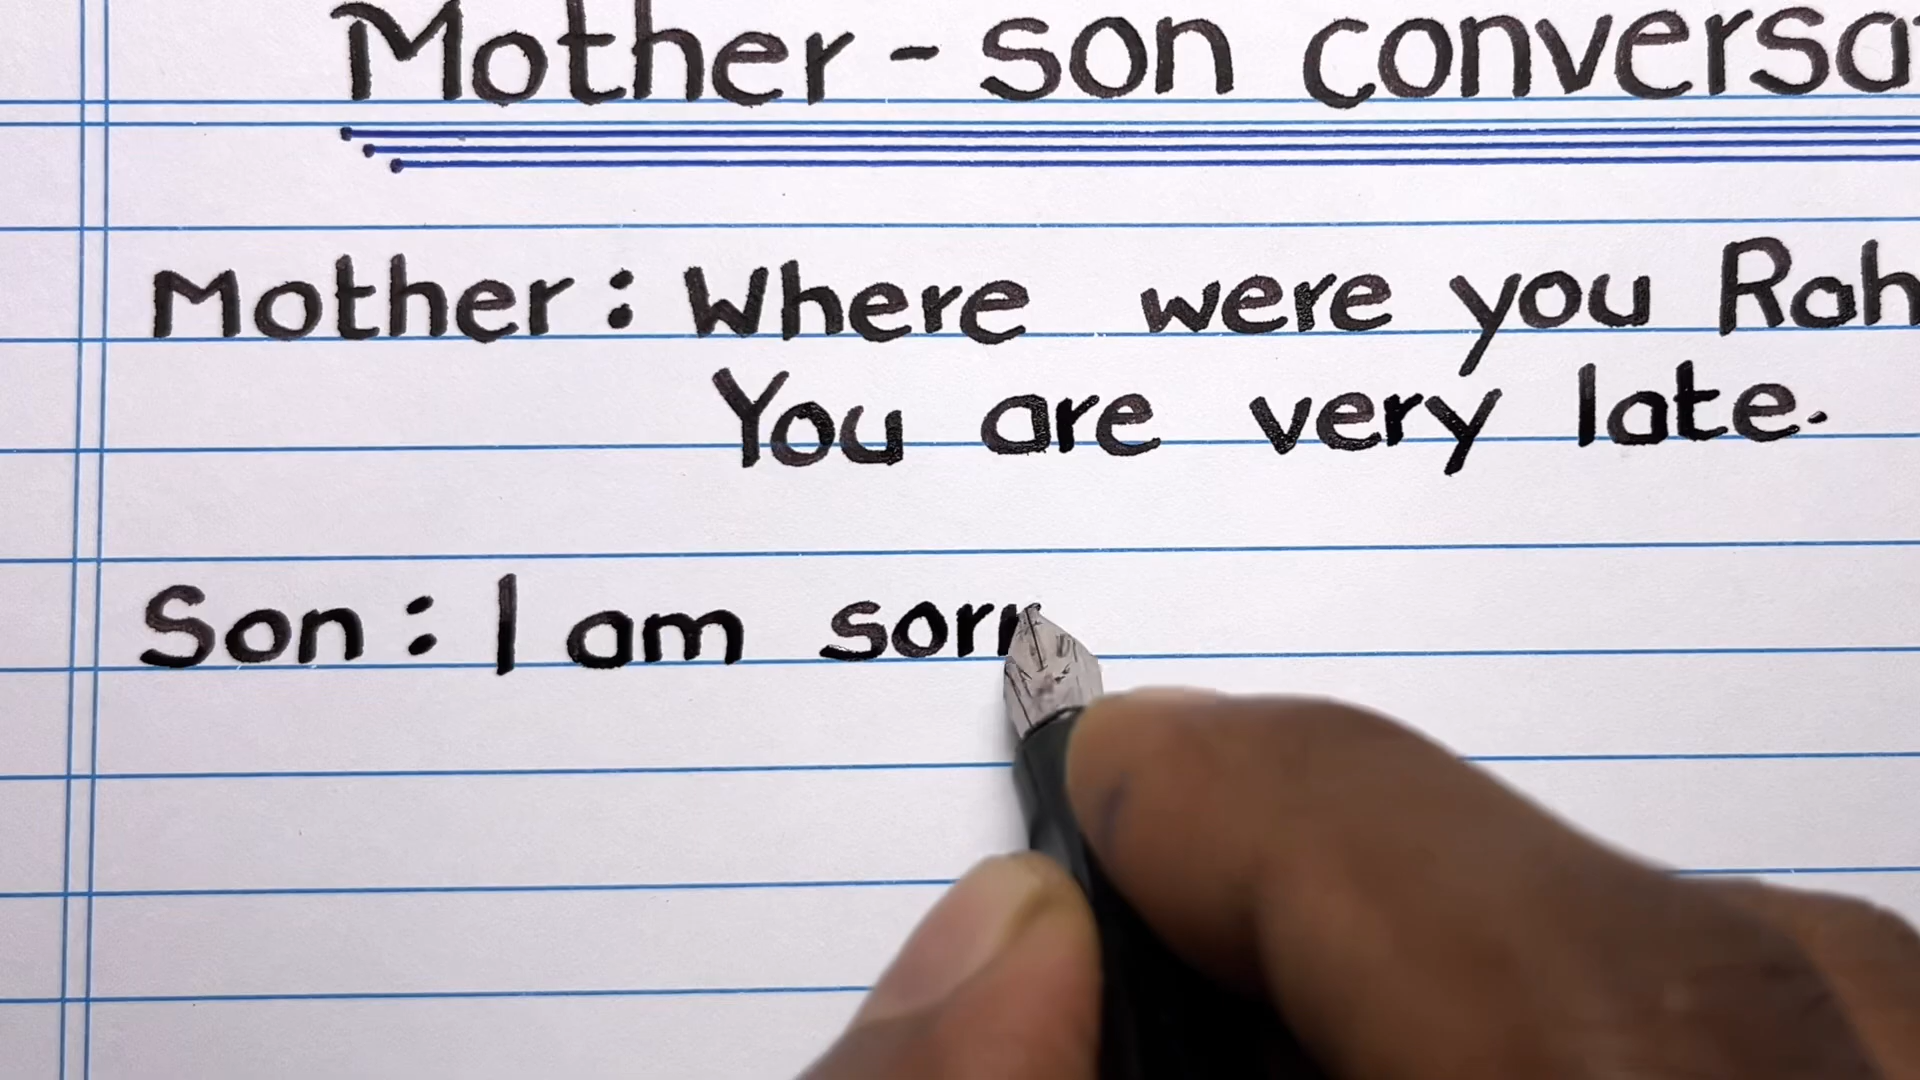 Mother - son conversa
Mother : Where were you Rah
You are very late.
Son : I am sorr